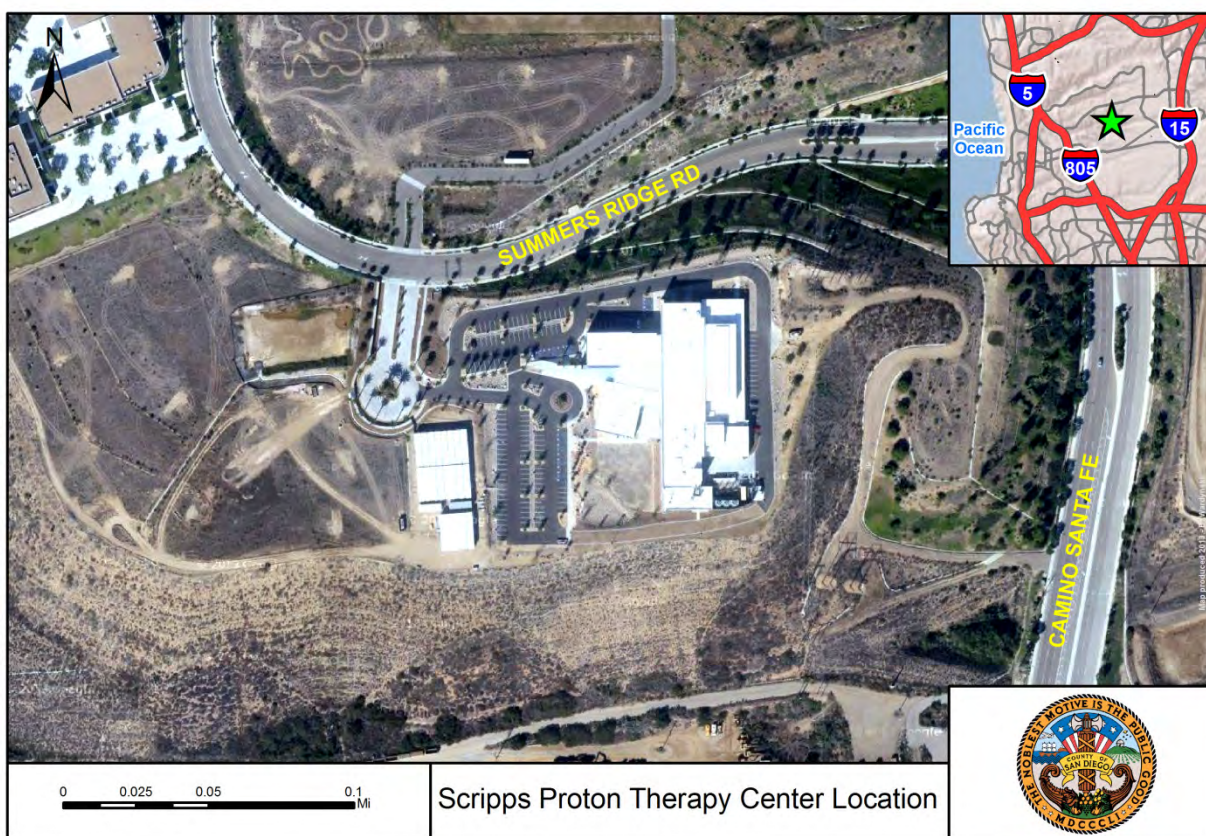 N
5
15
805
Pacific
Ocean
SUMMERS RIDGE RD
CAMINO SANTA FE
0 0.025 0.05 0.1
Mi
Scripps Proton Therapy Center Location
THE NOBLEST MOTIVE IS THE PUBLIC GOOD
COUNTY OF
SAN DIEGO
MDCCCLII